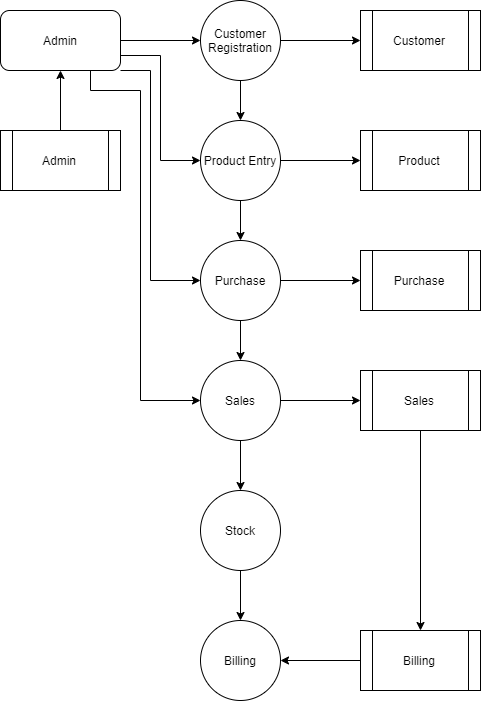 Admin
Customer
Registration
Customer
Admin
Product Entry
Product
Purchase
Purchase
Sales
Sales
Stock
Billing
Billing